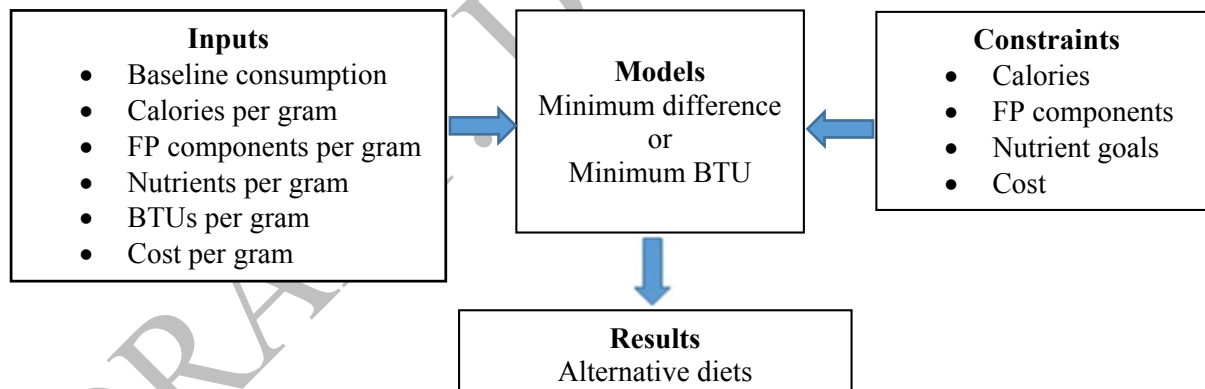 Inputs
• Baseline consumption
• Calories per gram
• FP components per gram
• Nutrients per gram
• BTUs per gram
• Cost per gram
Models
Minimum difference
or
Minimum BTU
Constraints
• Calories
• FP components
• Nutrient goals
• Cost
Results
Alternative diets